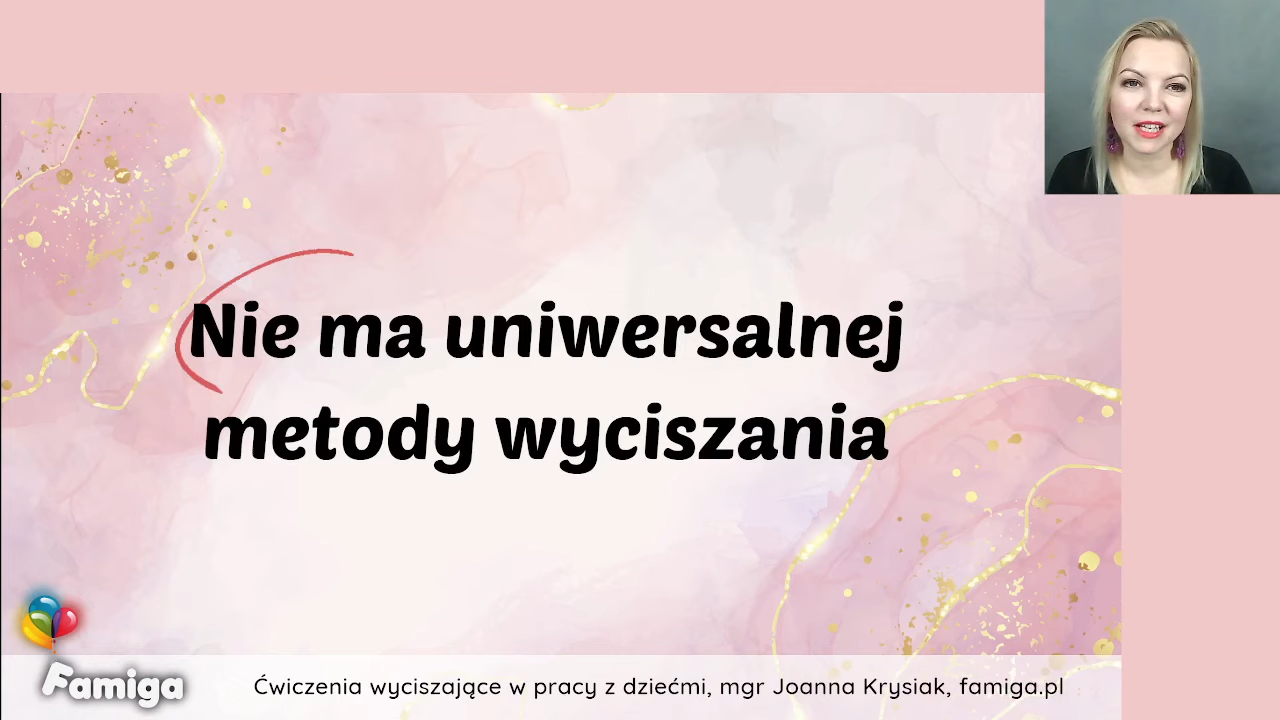 Nie ma uniwersalnej
metody wyciszania
Famiga
Ćwiczenia wyciszające w pracy z dziećmi, mgr Joanna Krysiak, famiga.pl